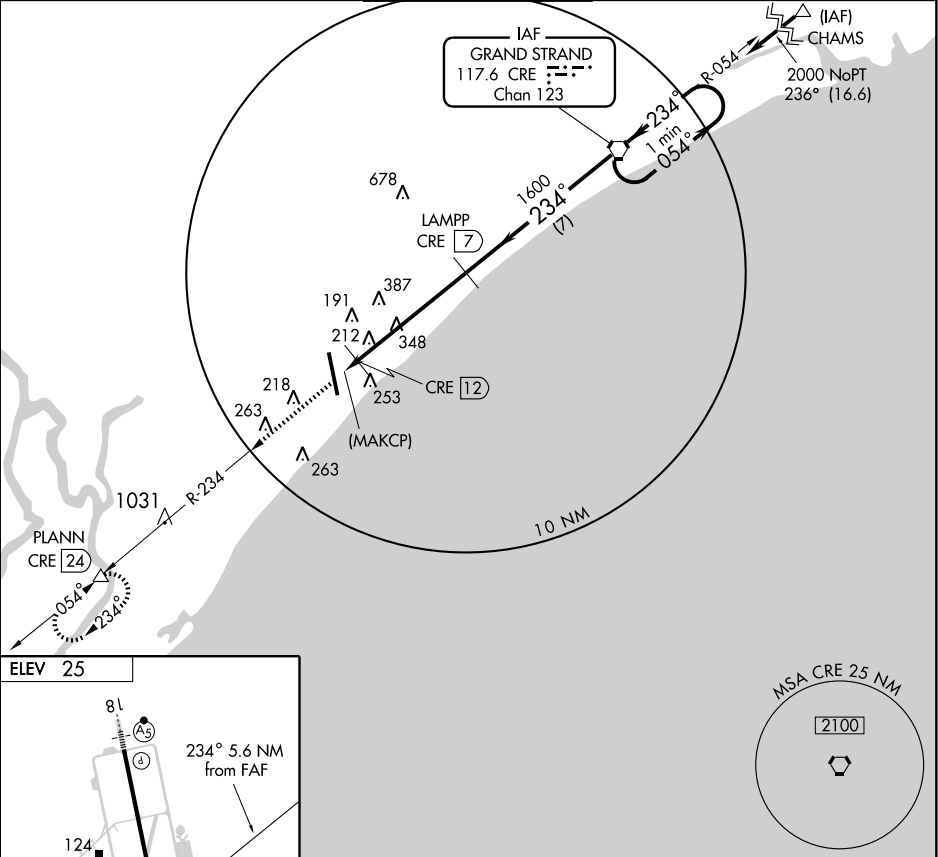 (IAF)
CHAMS
IAF
GRAND STRAND
117.6 CRE
Chan 123
R-054
2000 NoPT
236° (16.6)
234°
1 min
054°
678
1600
234°
(7)
LAMPP
CRE 7
387
191
212
348
CRE 12
253
218
263
(MAKCP)
263
R-234
1031
10 NM
PLANN
CRE 24
054°
234°
ELEV 25
18
A5
P
234° 5.6 NM
from FAF
124
MSA CRE 25 NM
2100